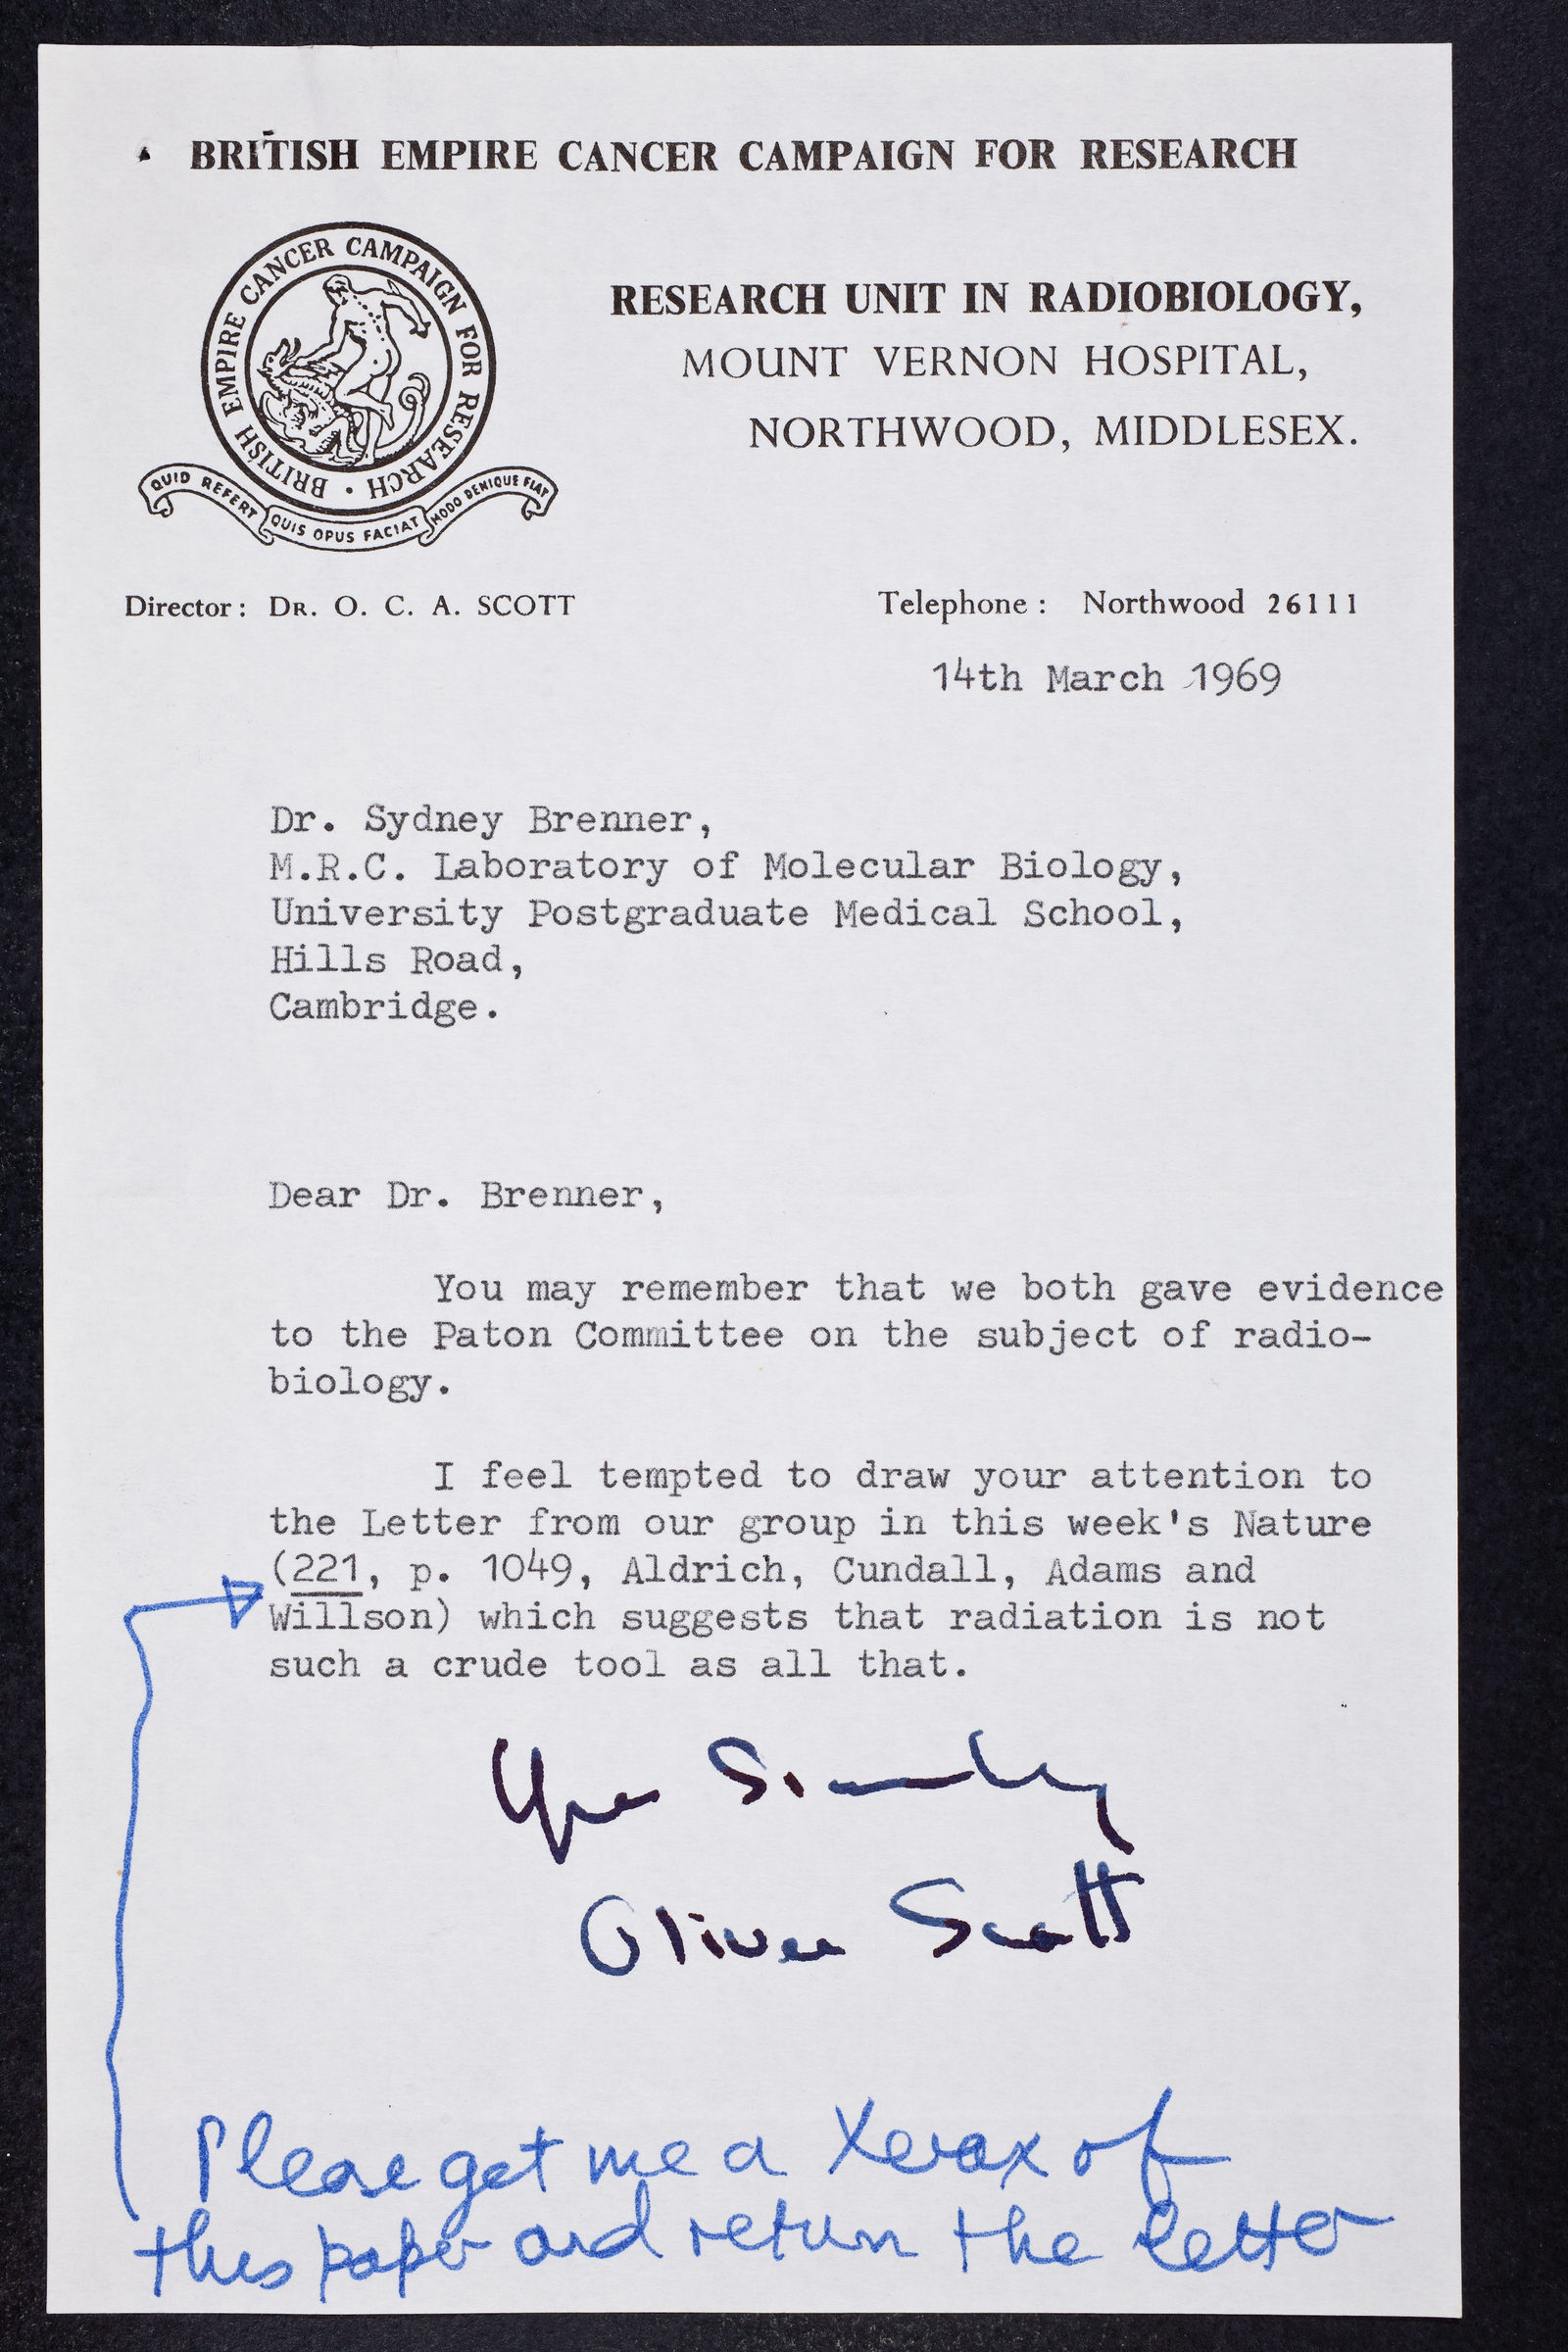 BRITISH EMPIRE CANCER CAMPAIGN FOR RESEARCH
BRITISH EMPIRE CANCER CAMPAIGN FOR RESEARCH ·
QUID REFERT QUIS OPUS FACIAT MODO DENIQUE FIAT
RESEARCH UNIT IN RADIOBIOLOGY,
MOUNT VERNON HOSPITAL,
NORTHWOOD, MIDDLESEX.
Director: DR. O. C. A. SCOTT
Telephone: Northwood 26111
14th March 1969
Dr. Sydney Brenner,
M.R.C. Laboratory of Molecular Biology,
University Postgraduate Medical School,
Hills Road,
Cambridge.
Dear Dr. Brenner,
You may remember that we both gave evidence
to the Paton Committee on the subject of radio-
biology.
I feel tempted to draw your attention to
the Letter from our group in this week's Nature
(221, p. 1049, Aldrich, Cundall, Adams and
Willson) which suggests that radiation is not
such a crude tool as all that.
Yours Sincerely
Oliver Scott
Please get me a Xerox of
this paper and return the letter